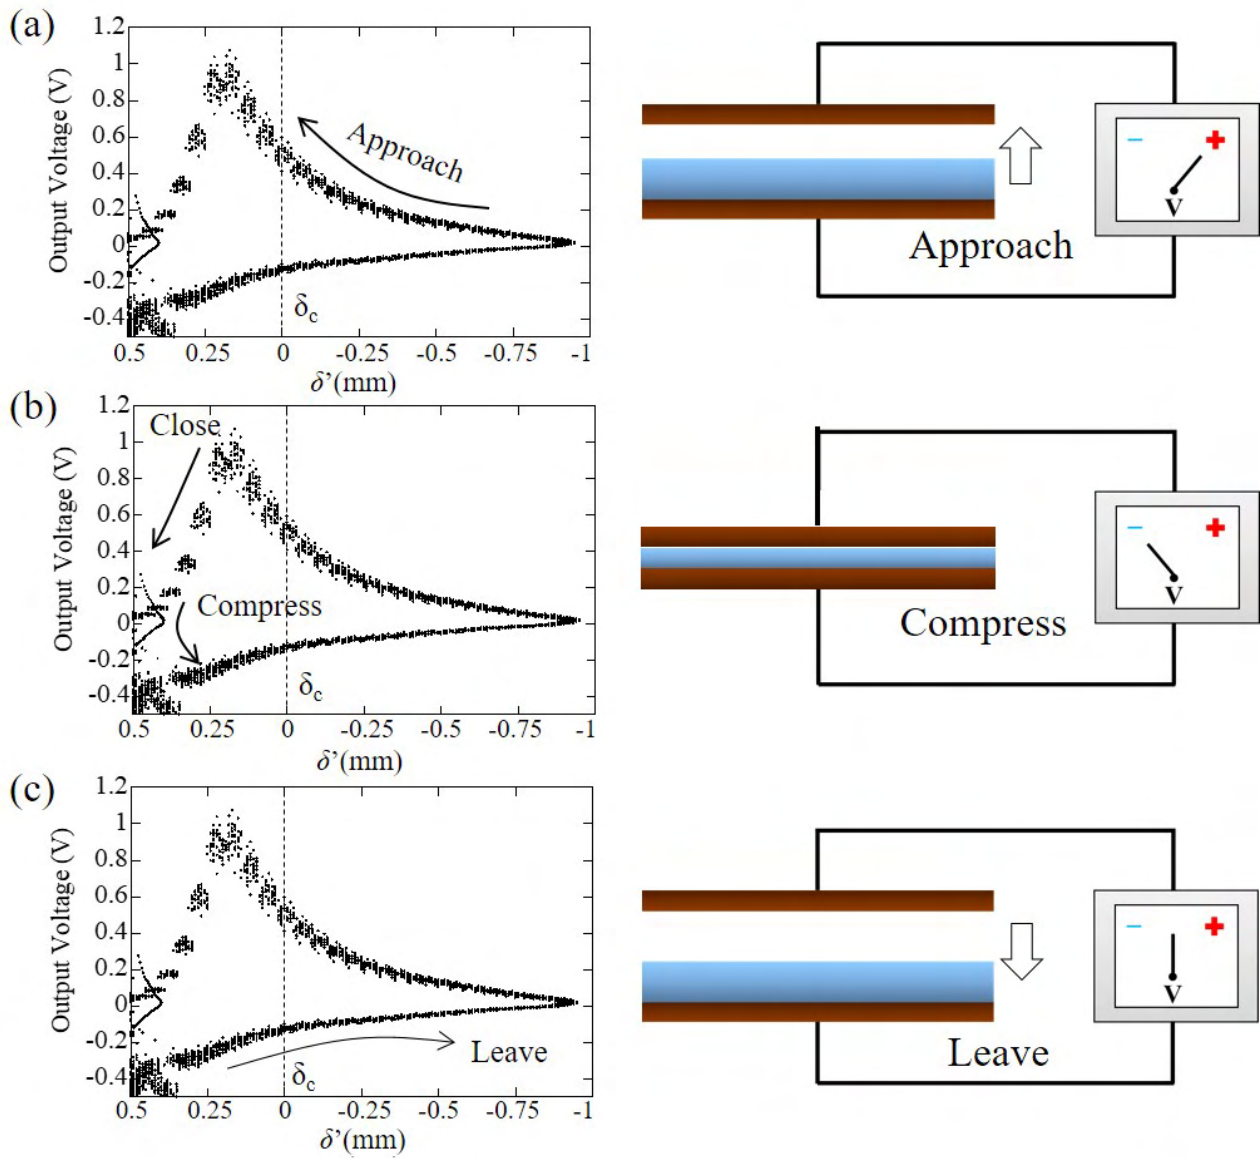 (a)
1.2
1
0.8
0.6
0.4
0.2
0
-0.2
-0.4
Output Voltage (V)
Approach
δc
0.5 0.25 0 -0.25 -0.5 -0.75 -1
δ’(mm)
− +
V
Approach
(b)
1.2
1
0.8
0.6
0.4
0.2
0
-0.2
-0.4
Output Voltage (V)
Close
Compress
δc
0.5 0.25 0 -0.25 -0.5 -0.75 -1
δ’(mm)
− +
V
Compress
(c)
1.2
1
0.8
0.6
0.4
0.2
0
-0.2
-0.4
Output Voltage (V)
Leave
δc
0.5 0.25 0 -0.25 -0.5 -0.75 -1
δ’(mm)
− +
V
Leave